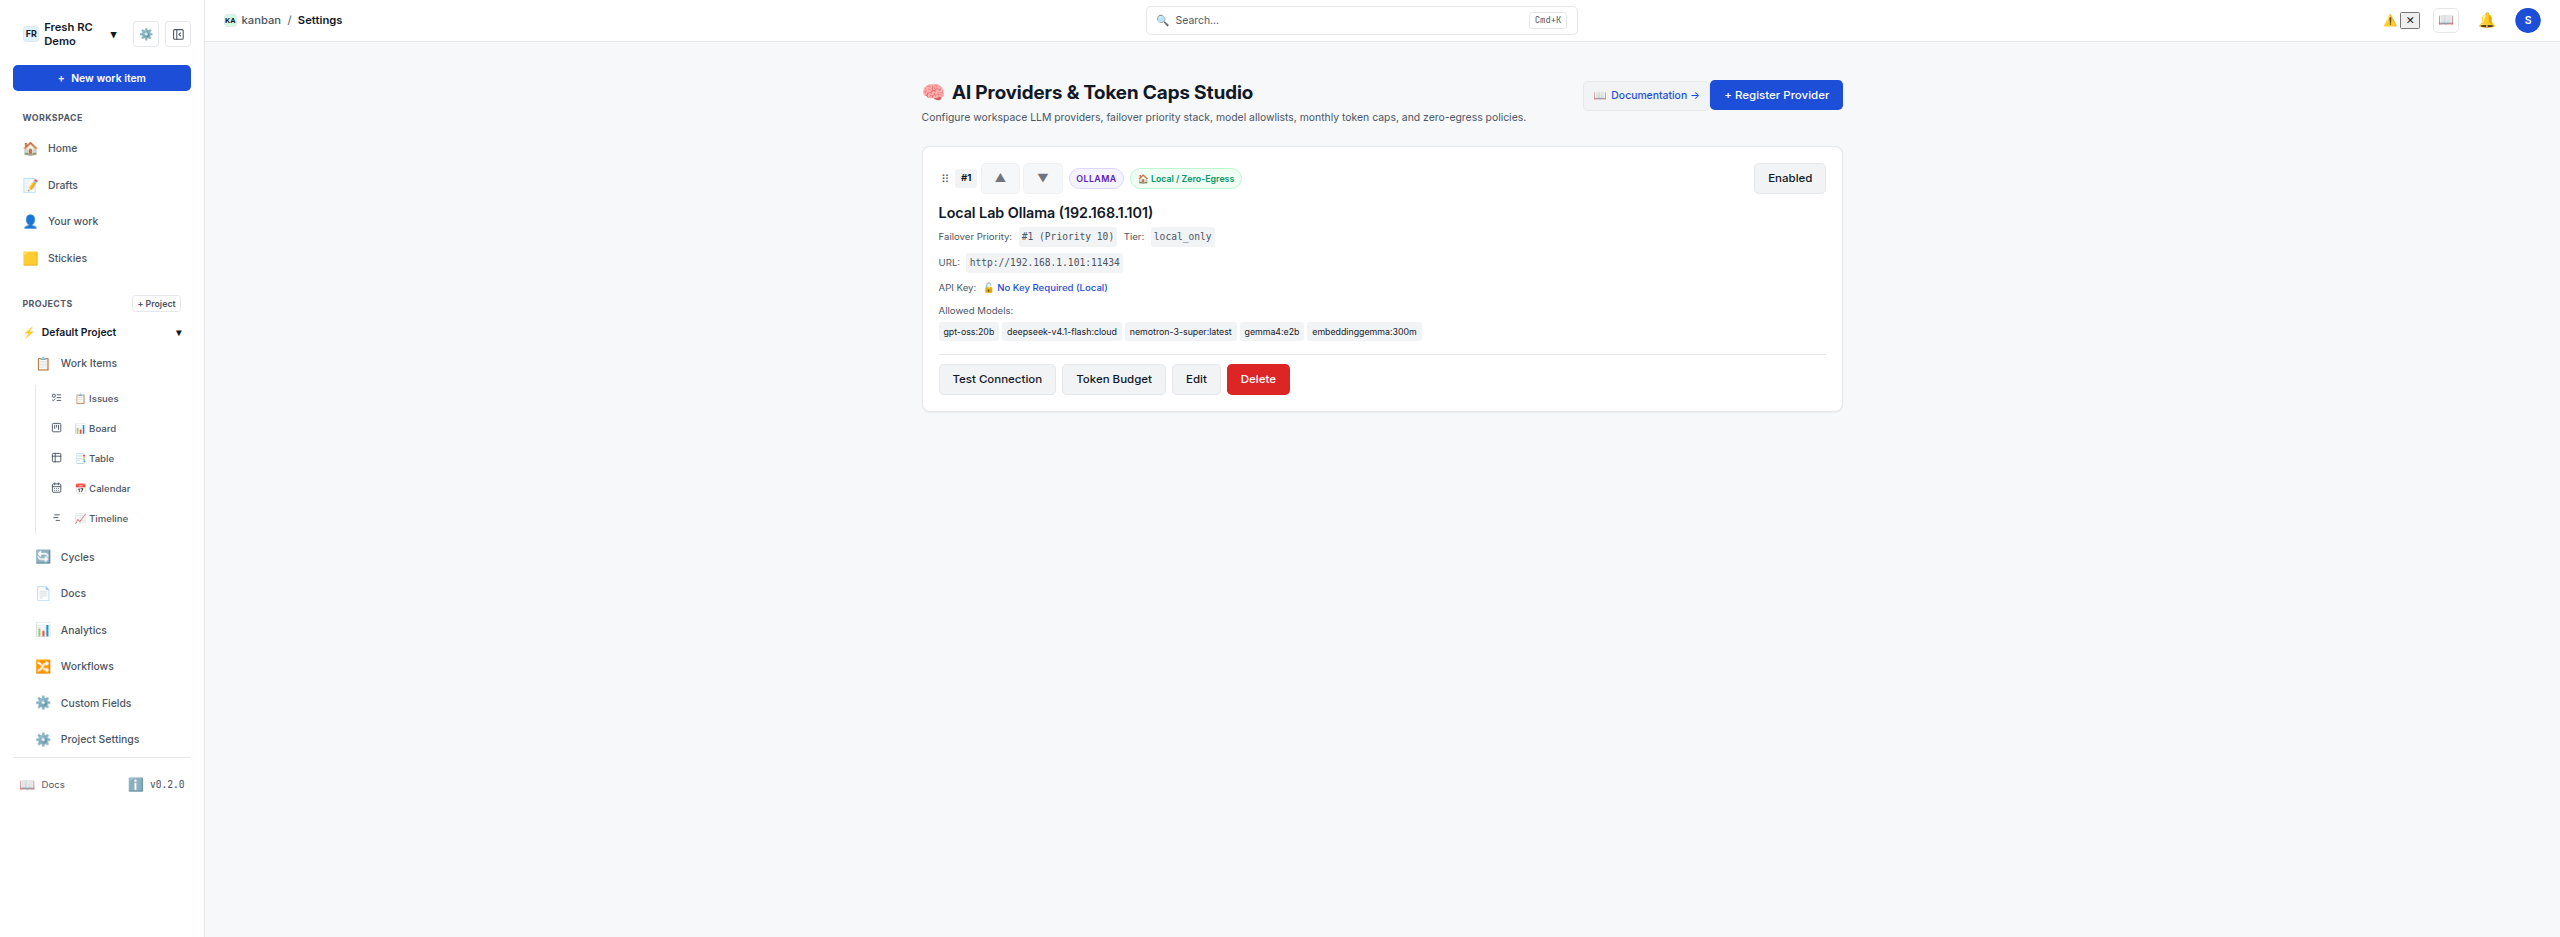 FR Fresh RC Demo ▼
+ New work item
WORKSPACE
Home
Drafts
Your work
Stickies
PROJECTS + Project
Default Project ▼
Work Items
Issues
Board
Table
Calendar
Timeline
Cycles
Docs
Analytics
Workflows
Custom Fields
Project Settings
Docs v0.2.0
KA kanban / Settings
Search... Cmd+K
✕
S
AI Providers & Token Caps Studio
Documentation → + Register Provider
Configure workspace LLM providers, failover priority stack, model allowlists, monthly token caps, and zero-egress policies.
#1 ▲ ▼ OLLAMA Local / Zero-Egress Enabled
Local Lab Ollama (192.168.1.101)
Failover Priority: #1 (Priority 10) Tier: local_only
URL: http://192.168.1.101:11434
API Key: No Key Required (Local)
Allowed Models:
gpt-oss:20b deepseek-v4.1-flash:cloud nemotron-3-super:latest gemma4:e2b embeddinggemma:300m
Test Connection Token Budget Edit Delete